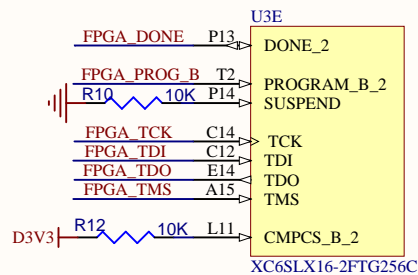 U3E
FPGA_DONE P13 DONE_2
FPGA_PROG_B T2 PROGRAM_B_2
R10 10K P14 SUSPEND
FPGA_TCK C14 TCK
FPGA_TDI C12 TDI
FPGA_TDO E14 TDO
FPGA_TMS A15 TMS
R12
D3V3 10K L11 CMPCS_B_2
XC6SLX16-2FTG256C